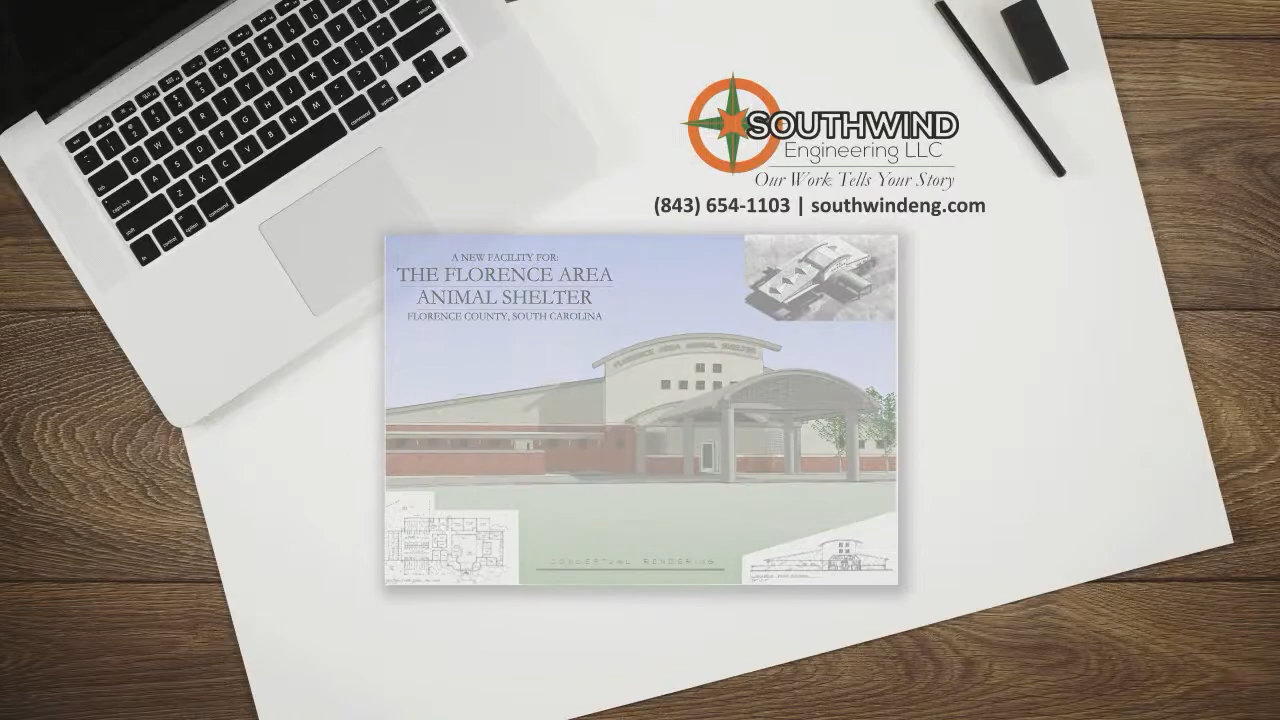 SOUTHWIND
Engineering LLC
Our Work Tells Your Story
(843) 654-1103 | southwindeng.com
A NEW FACILITY FOR:
THE FLORENCE AREA
ANIMAL SHELTER
FLORENCE COUNTY, SOUTH CAROLINA
FLORENCE AREA ANIMAL SHELTER
CONCEPTUAL RENDERING